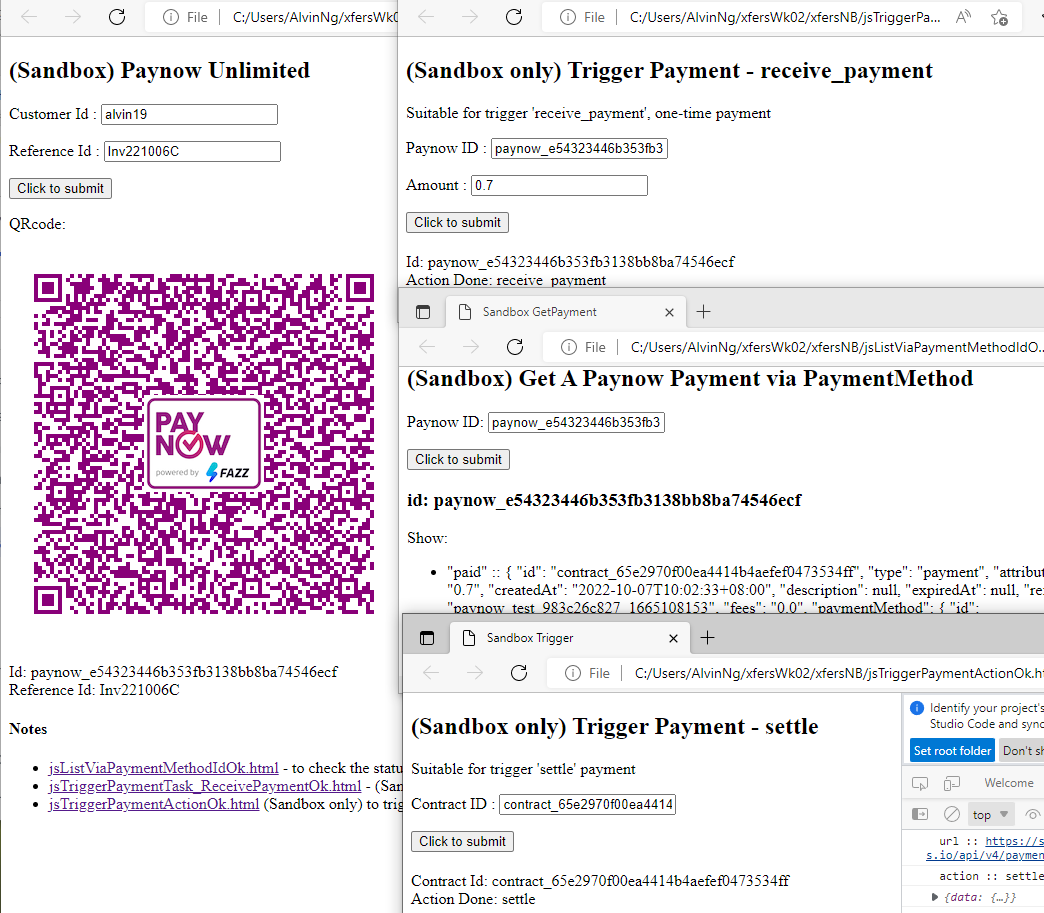 File C:/Users/AlvinNg/xfersWk0
(Sandbox) Paynow Unlimited
Customer Id : alvin19
Reference Id : Inv221006C
Click to submit
QRcode:
PAY
NOW
powered by FAZZ
Id: paynow_e54323446b353fb3138bb8ba74546ecf
Reference Id: Inv221006C
Notes
jsListViaPaymentMethodIdOk.html - to check the statu
jsTriggerPaymentTask_ReceivePaymentOk.html - (San
jsTriggerPaymentActionOk.html (Sandbox only) to trig
File C:/Users/AlvinNg/xfersWk02/xfersNB/jsTriggerPa...
(Sandbox only) Trigger Payment - receive_payment
Suitable for trigger 'receive_payment', one-time payment
Paynow ID : paynow_e54323446b353fb3
Amount : 0.7
Click to submit
Id: paynow_e54323446b353fb3138bb8ba74546ecf
Action Done: receive_payment
Sandbox GetPayment
File C:/Users/AlvinNg/xfersWk02/xfersNB/jsListViaPaymentMethodIdO...
(Sandbox) Get A Paynow Payment via PaymentMethod
Paynow ID: paynow_e54323446b353fb3
Click to submit
id: paynow_e54323446b353fb3138bb8ba74546ecf
Show:
"paid" :: { "id": "contract_65e2970f00ea4414b4aefef0473534ff", "type": "payment", "attribut
"0.7", "createdAt": "2022-10-07T10:02:33+08:00", "description": null, "expiredAt": null, "re
"paynow_test_983c26c827_1665108153", "fees": "0.0", "paymentMethod": { "id":
Sandbox Trigger
File C:/Users/AlvinNg/xfersWk02/xfersNB/jsTriggerPaymentActionOk.ht
(Sandbox only) Trigger Payment - settle
Suitable for trigger 'settle' payment
Contract ID : contract_65e2970f00ea4414
Click to submit
Contract Id: contract_65e2970f00ea4414b4aefef0473534ff
Action Done: settle
Identify your project's
Studio Code and sync
Set root folder Don't sh
Welcome
top
url :: https://s
s.io/api/v4/paymen
action :: settle
{data: {…}}